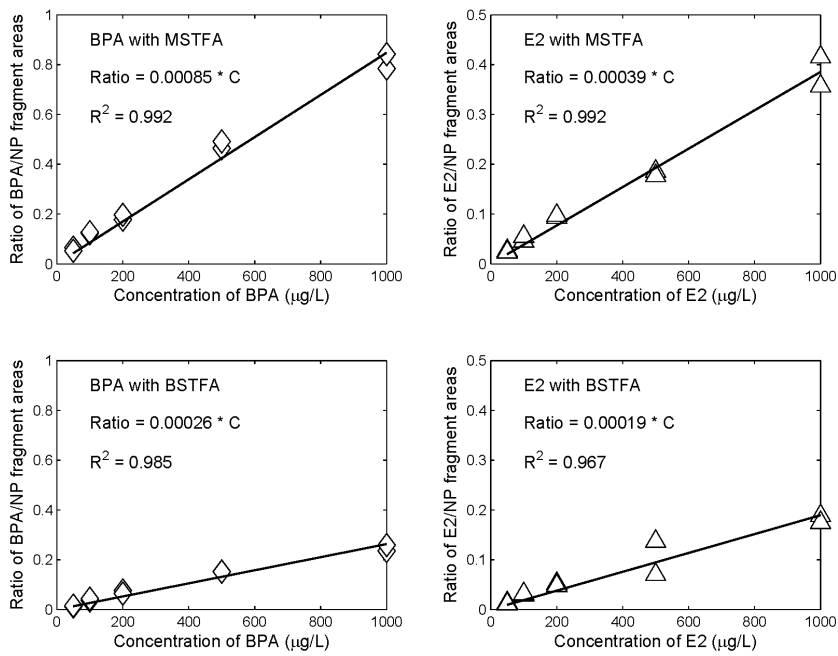 BPA with MSTFA
Ratio = 0.00085 * C
R² = 0.992
Ratio of BPA/NP fragment areas
1
0.8
0.6
0.4
0.2
0
0 200 400 600 800 1000
Concentration of BPA (µg/L)
E2 with MSTFA
Ratio = 0.00039 * C
R² = 0.992
Ratio of E2/NP fragment areas
0.5
0.4
0.3
0.2
0.1
0
0 200 400 600 800 1000
Concentration of E2 (µg/L)
BPA with BSTFA
Ratio = 0.00026 * C
R² = 0.985
Ratio of BPA/NP fragment areas
1
0.8
0.6
0.4
0.2
0
0 200 400 600 800 1000
Concentration of BPA (µg/L)
E2 with BSTFA
Ratio = 0.00019 * C
R² = 0.967
Ratio of E2/NP fragment areas
0.5
0.4
0.3
0.2
0.1
0
0 200 400 600 800 1000
Concentration of E2 (µg/L)